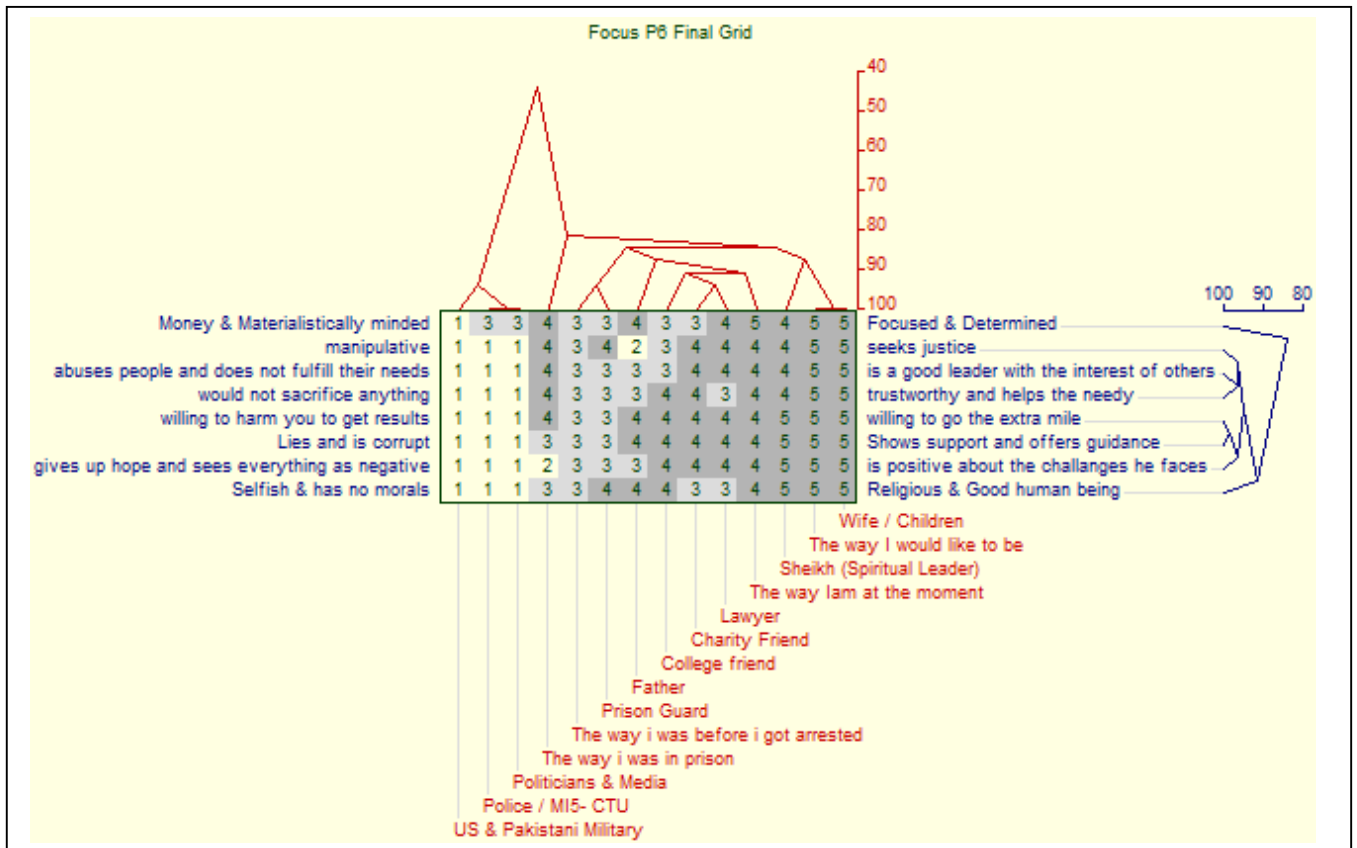 Focus P6 Final Grid
40
50
60
70
80
90
100
100 90 80
Money & Materialistically minded 1 3 3 4 3 3 4 3 3 4 5 4 5 5 Focused & Determined
manipulative 1 1 1 4 3 4 2 3 4 4 4 4 5 5 seeks justice
abuses people and does not fulfill their needs 1 1 1 4 3 3 3 3 4 4 4 4 5 5 is a good leader with the interest of others
would not sacrifice anything 1 1 1 4 3 3 3 4 4 3 4 4 5 5 trustworthy and helps the needy
willing to harm you to get results 1 1 1 4 3 3 4 4 4 4 4 5 5 5 willing to go the extra mile
Lies and is corrupt 1 1 1 3 3 3 4 4 4 4 4 5 5 5 Shows support and offers guidance
gives up hope and sees everything as negative 1 1 1 2 3 3 3 4 4 4 4 5 5 5 is positive about the challanges he faces
Selfish & has no morals 1 1 1 3 3 4 4 4 3 3 4 5 5 5 Religious & Good human being
Wife / Children
The way I would like to be
Sheikh (Spiritual Leader)
The way Iam at the moment
Lawyer
Charity Friend
College friend
Father
Prison Guard
The way i was before i got arrested
The way i was in prison
Politicians & Media
Police / MI5- CTU
US & Pakistani Military